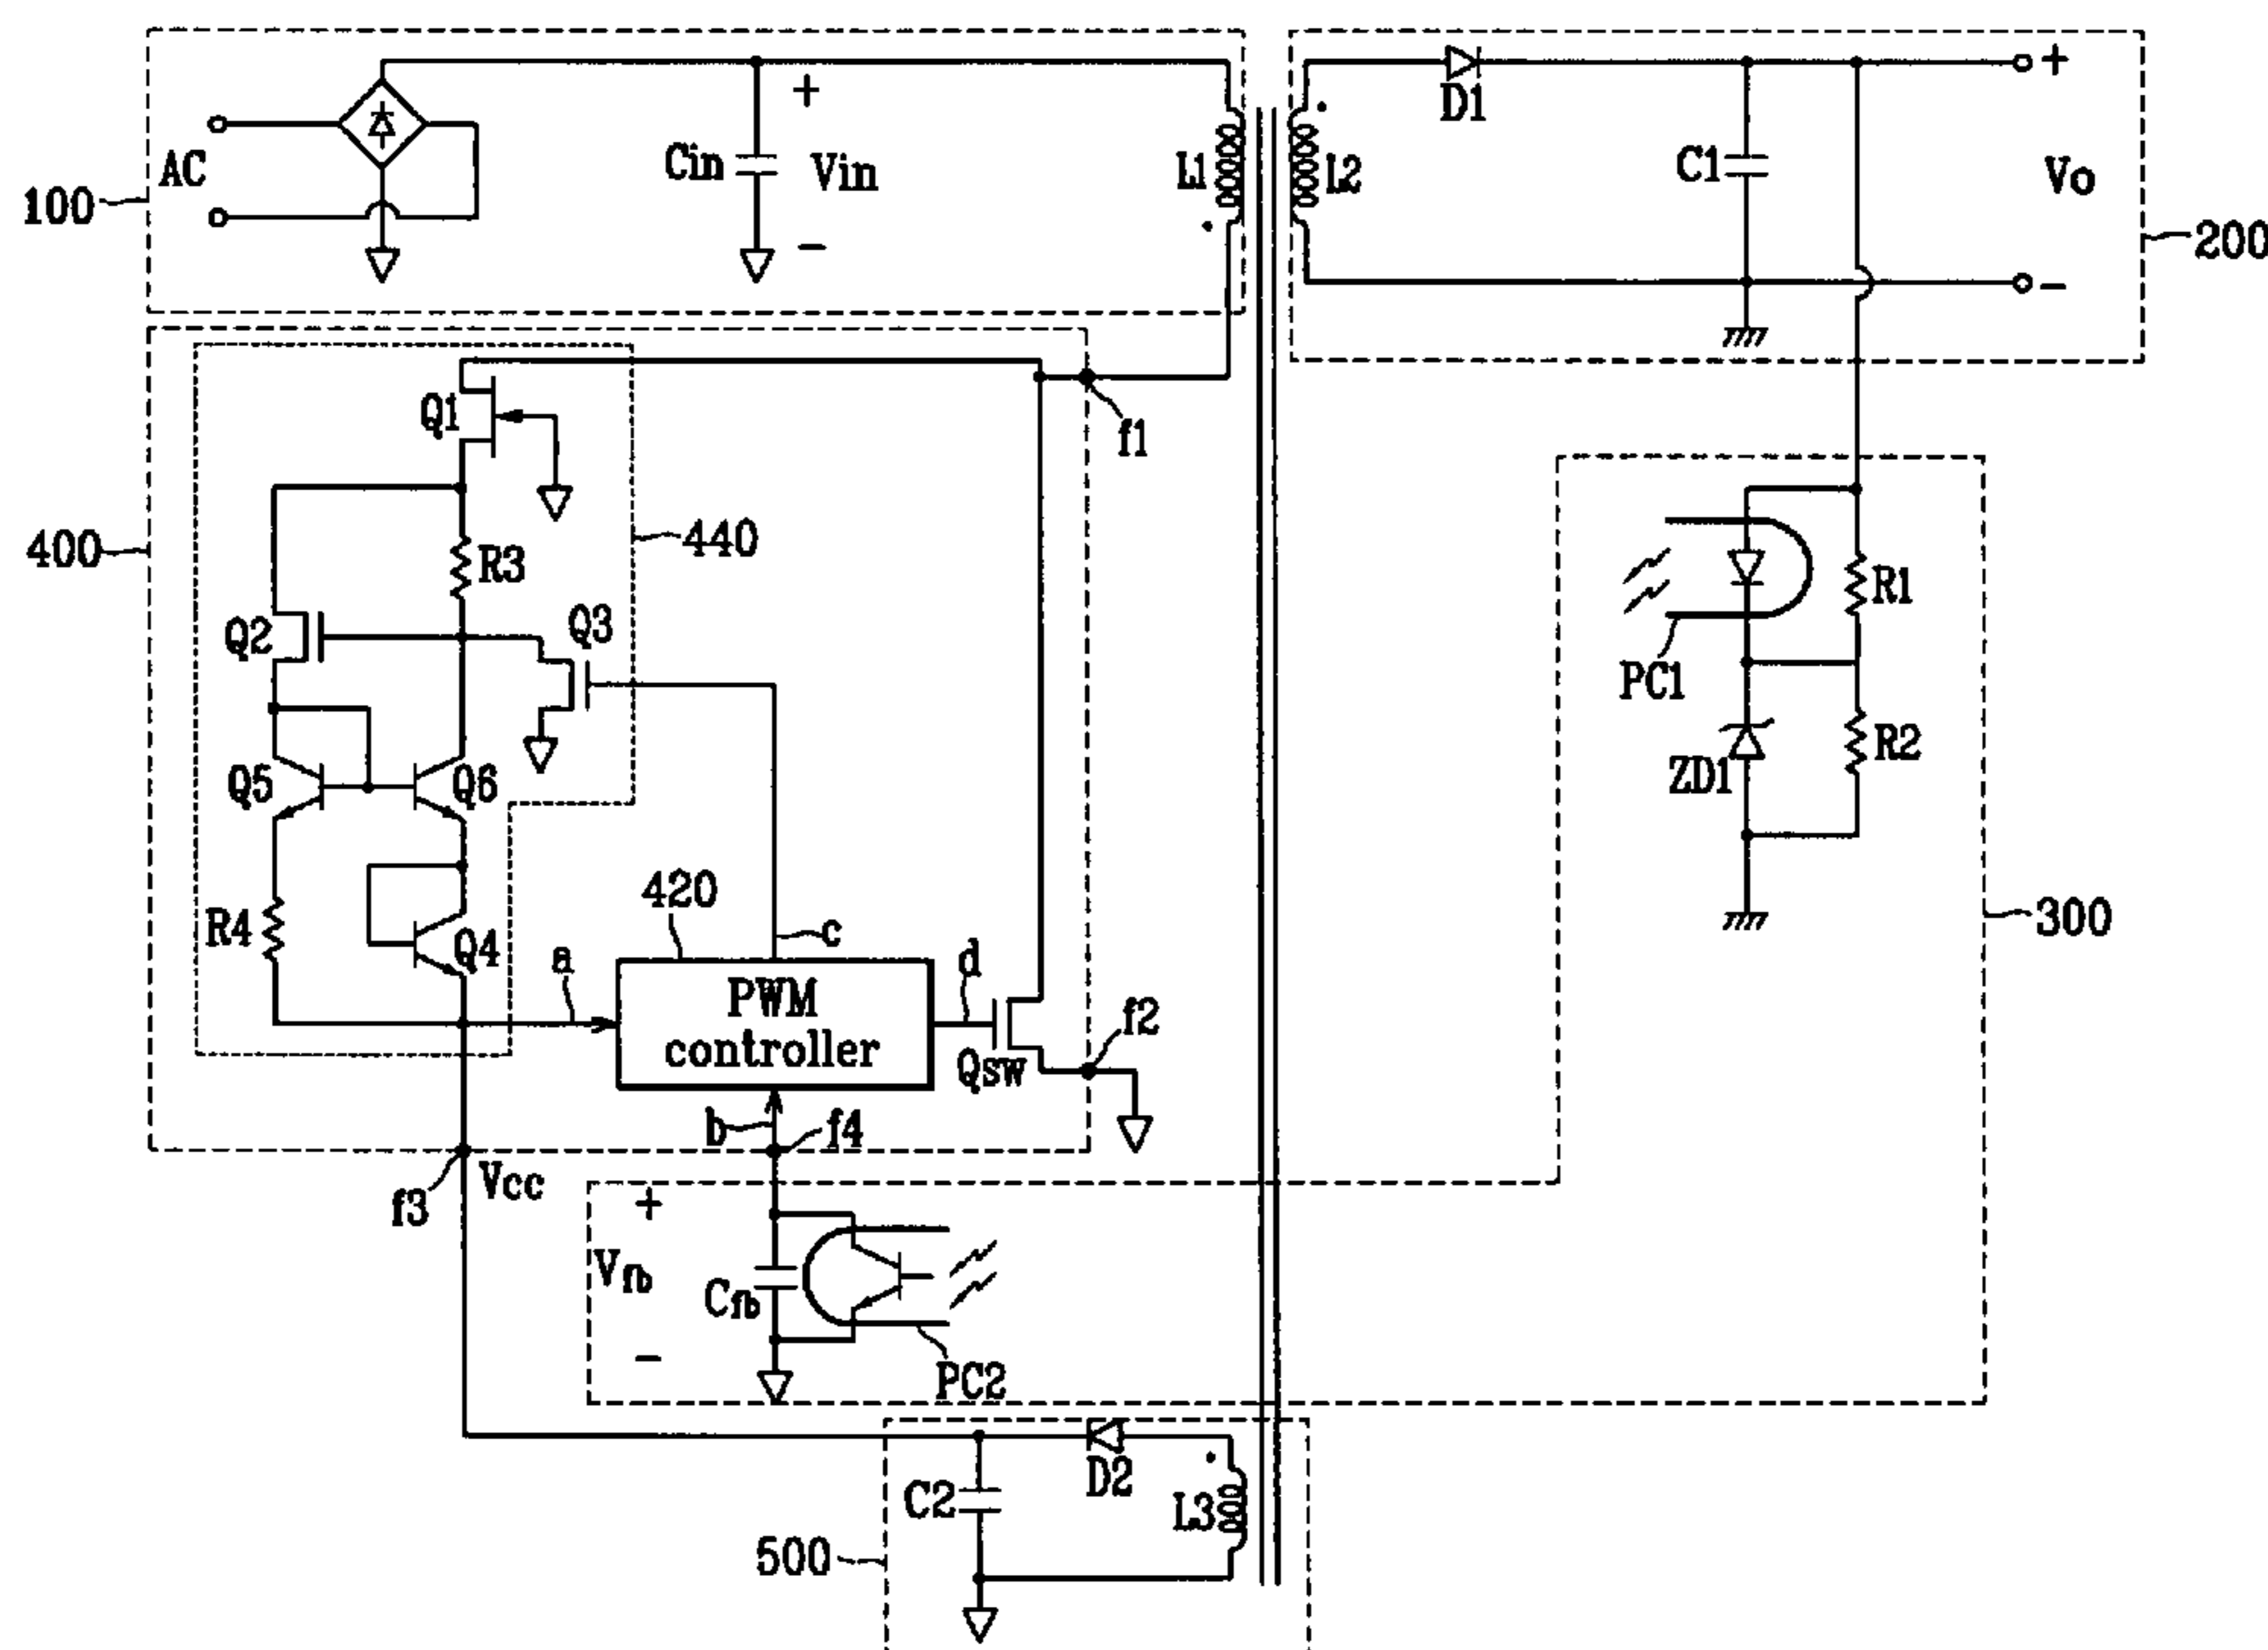 AC
100
Cin
+
Vin
−
L1
L2
D1
C1
+
Vo
−
200
400
Q1
f1
440
R3
Q2
Q3
Q5
Q6
R4
Q4
a
420
c
PWM
controller
d
Qsw
f2
b
f4
f3
Vcc
PC1
R1
ZD1
R2
300
+
Vfb
−
Cfb
PC2
C2
D2
L3
500